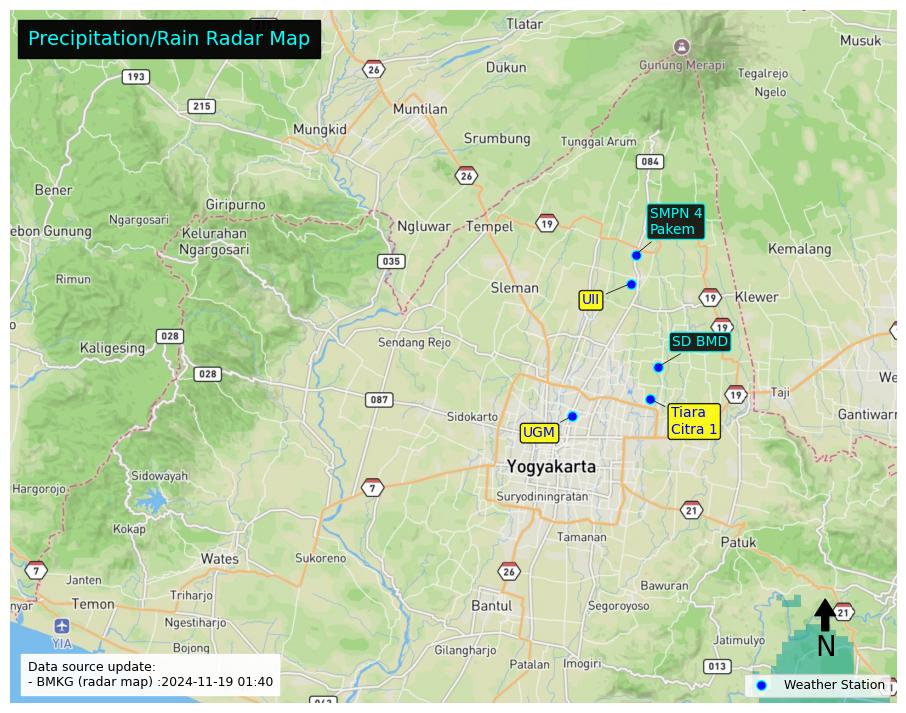 Precipitation/Rain Radar Map
Tlatar
Musuk
26
193
Dukun
Gunung Merapi
Tegalrejo
Ngelo
215
Muntilan
Mungkid
Srumbung
Tunggal Arum
084
26
Bener
Giripurno
SMPN 4
Pakem
Ngargosari
Ngluwar
Tempel
19
ebon Gunung
Kelurahan
Ngargosari
Kemalang
035
Rimun
Sleman
UII
19
Klewer
19
028
Sendang Rejo
SD BMD
Kaligesing
028
We
087
19
Taji
Sidokarto
Tiara
Citra 1
Gantiwarn
UGM
Yogyakarta
Sidowayah
Hargorojo
7
Suryodiningratan
21
Kokap
Tamanan
Patuk
Wates
Sukoreno
7
26
Janten
Bawuran
Triharjo
nyar
Temon
Bantul
Segoroyoso
21
Ngestiharjo
YIA
N
Jatimulyo
Bojong
Gilangharjo
Patalan
Imogiri
013
Data source update:
- BMKG (radar map) :2024-11-19 01:40
Weather Station